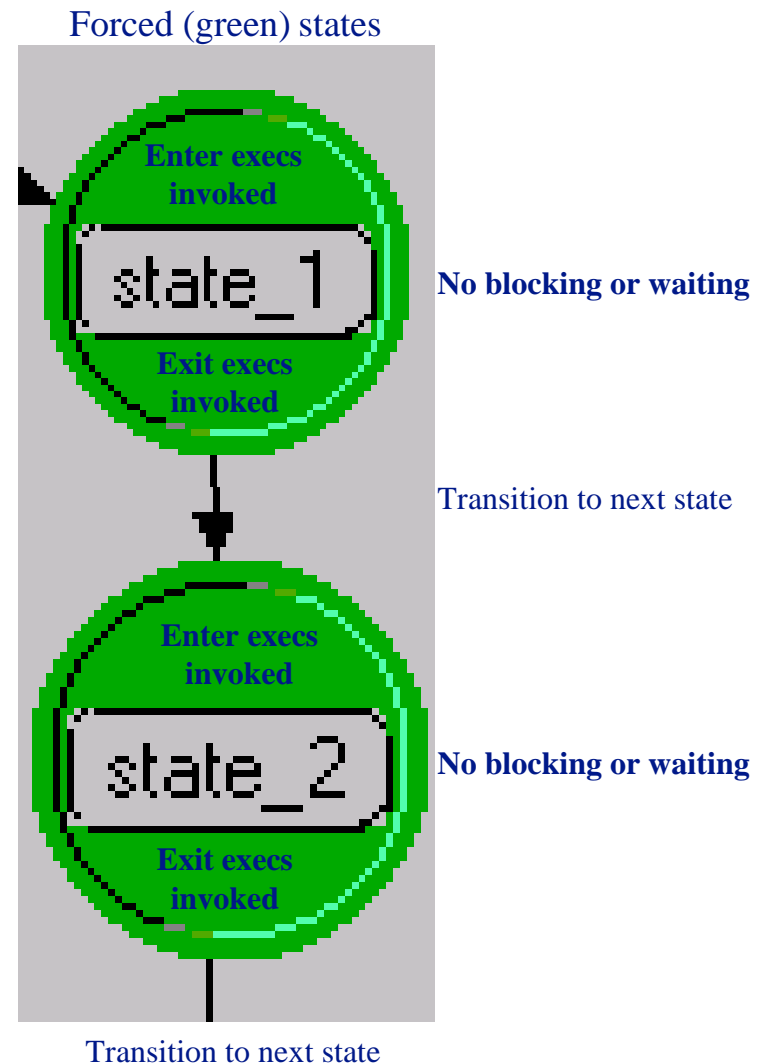 Forced (green) states
Enter execs
invoked
state_1
No blocking or waiting
Exit execs
invoked
Transition to next state
Enter execs
invoked
state_2
No blocking or waiting
Exit execs
invoked
Transition to next state